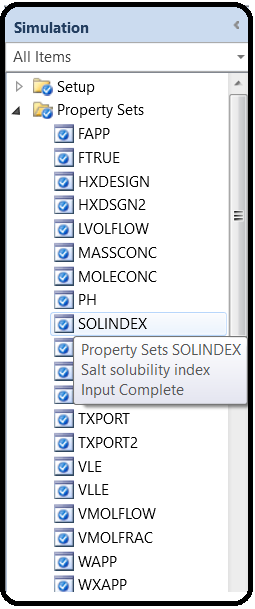 Simulation
All Items
Setup
Property Sets
FAPP
FTRUE
HXDESIGN
HXDSGN2
LVOLFLOW
MASSCONC
MOLECONC
PH
SOLINDEX
Property Sets SOLINDEX
Salt solubility index
Input Complete
TXPORT
TXPORT2
VLE
VLLE
VMOLFLOW
VMOLFRAC
WAPP
WXAPP